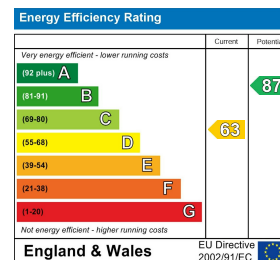 Energy Efficiency Rating
Current
Very energy efficient - lower running costs
(92 plus) A
(81-91) B
87
(69-80) C
(55-68) D
63
(39-54) E
(21-38) F
(1-20) G
Not energy efficient - higher running costs
England & Wales
EU Directive
2002/91/EC